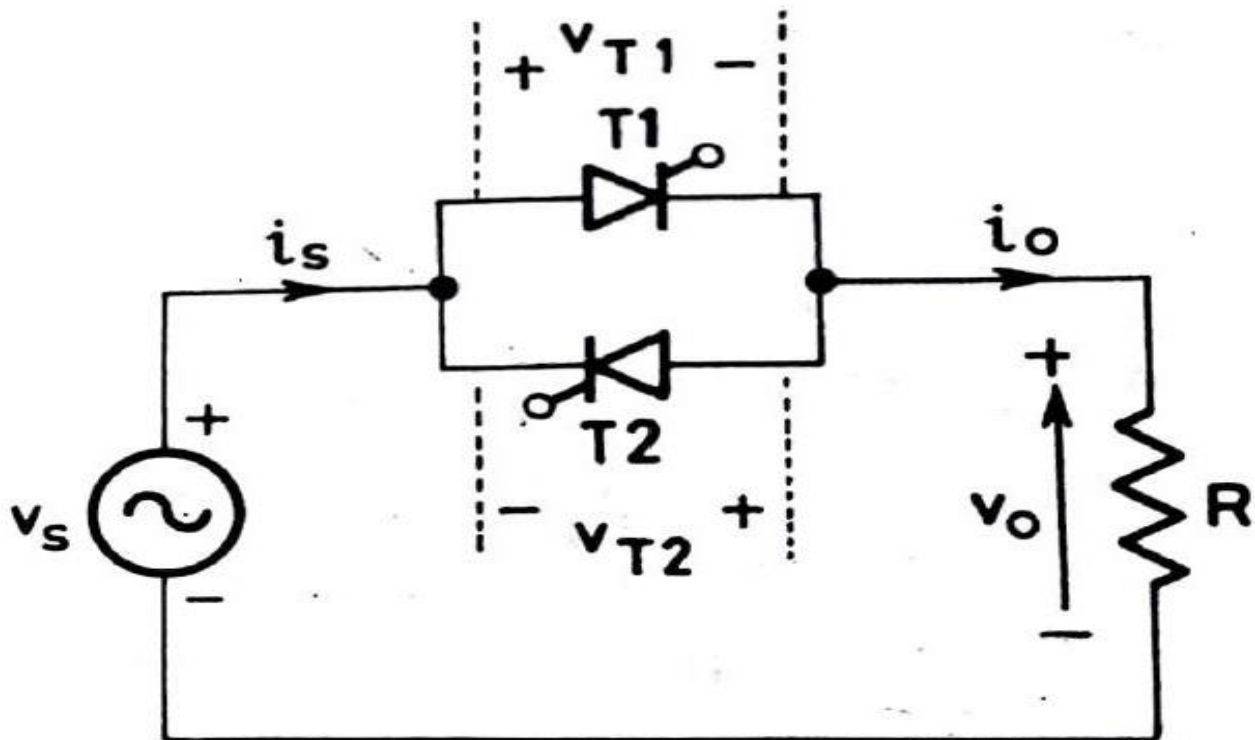 + vT1 −
T1
is
io
T2
+
vs
−
− vT2 +
+
vo
−
R